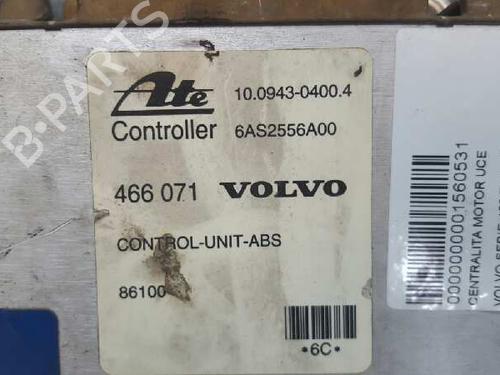 B-PARTS
Ate
10.0943-0400.4
Controller
6AS2556A00
466 071 VOLVO
CONTROL-UNIT-ABS
86100
*6C*
0000000001560531
CENTRALITA MOTOR UCE